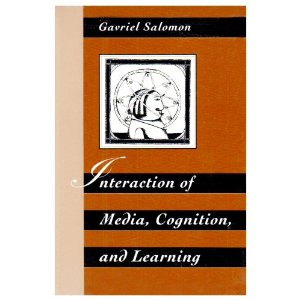 Gavriel Salomon
Interaction of
Media, Cognition,
and Learning